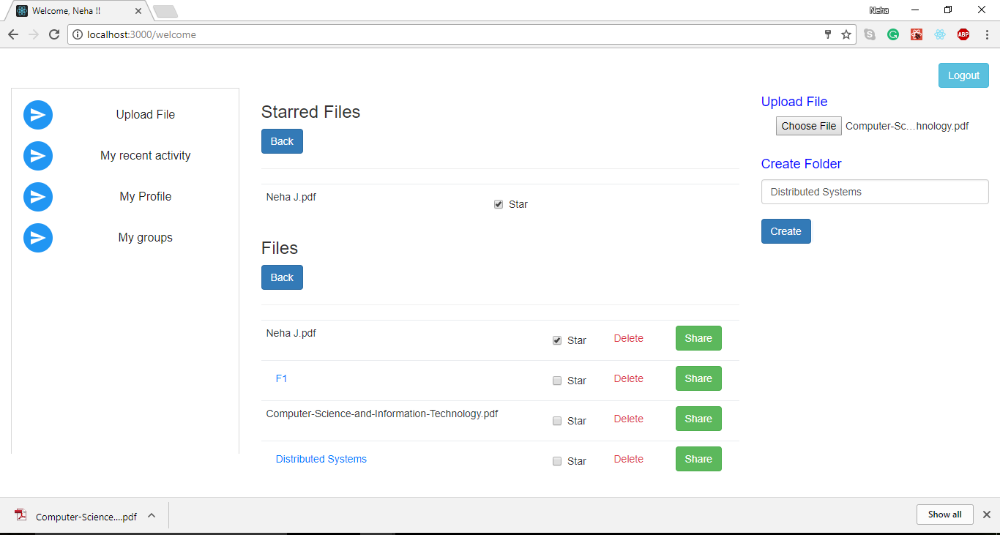 Welcome, Neha !!
Neha
localhost:3000/welcome
ABP
Logout
Upload File
My recent activity
My Profile
My groups
Starred Files
Back
Neha J.pdf
Star
Files
Back
Neha J.pdf Star Delete Share
F1 Star Delete Share
Computer-Science-and-Information-Technology.pdf Star Delete Share
Distributed Systems Star Delete Share
Upload File
Choose File Computer-Sc...hnology.pdf
Create Folder
Distributed Systems
Create
Computer-Science....pdf
Show all